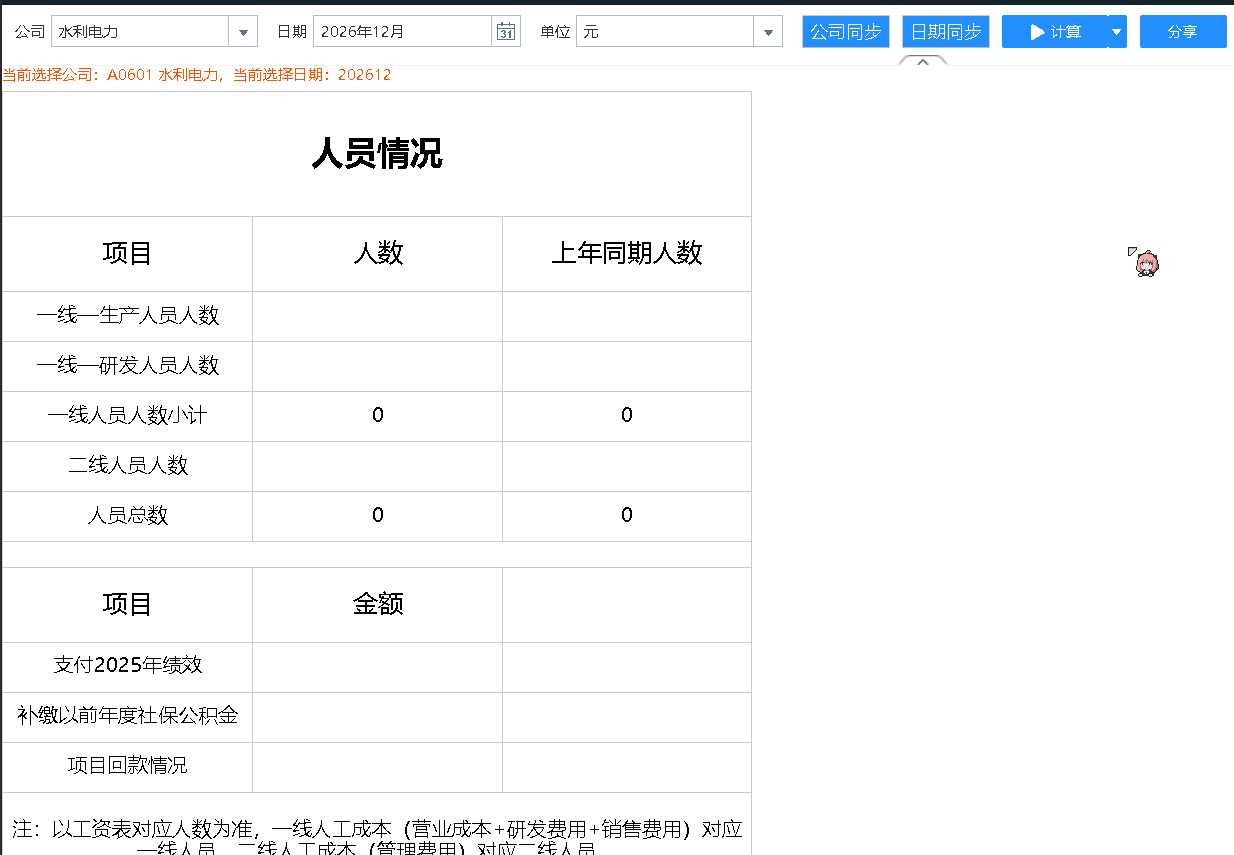 公司 水利电力 日期 2026年12月 31 单位 元 公司同步 日期同步 计算 分享
当前选择公司：A0601 水利电力，当前选择日期：202612
人员情况
项目 人数 上年同期人数
一线—生产人员人数
一线—研发人员人数
一线人员人数小计 0 0
二线人员人数
人员总数 0 0
项目 金额
支付2025年绩效
补缴以前年度社保公积金
项目回款情况
注：以工资表对应人数为准，一线人工成本（营业成本+研发费用+销售费用）对应
一线人员，二线人工成本（管理费用）对应二线人员